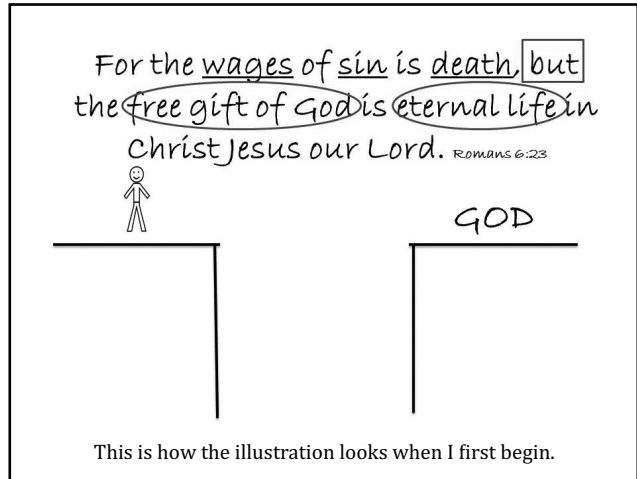 For the wages of sin is death, but
the free gift of God is eternal life in
Christ Jesus our Lord. Romans 6:23
GOD
This is how the illustration looks when I first begin.